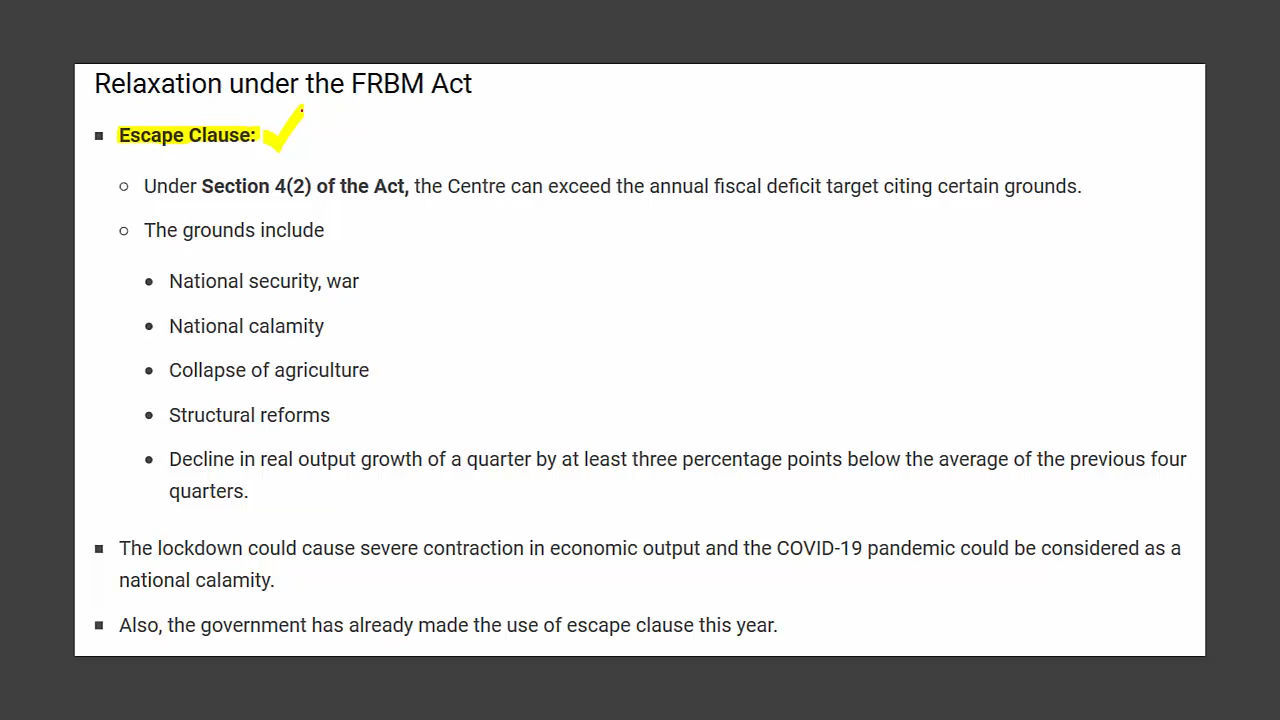 Relaxation under the FRBM Act
Escape Clause:
Under Section 4(2) of the Act, the Centre can exceed the annual fiscal deficit target citing certain grounds.
The grounds include
National security, war
National calamity
Collapse of agriculture
Structural reforms
Decline in real output growth of a quarter by at least three percentage points below the average of the previous four
quarters.
The lockdown could cause severe contraction in economic output and the COVID-19 pandemic could be considered as a
national calamity.
Also, the government has already made the use of escape clause this year.